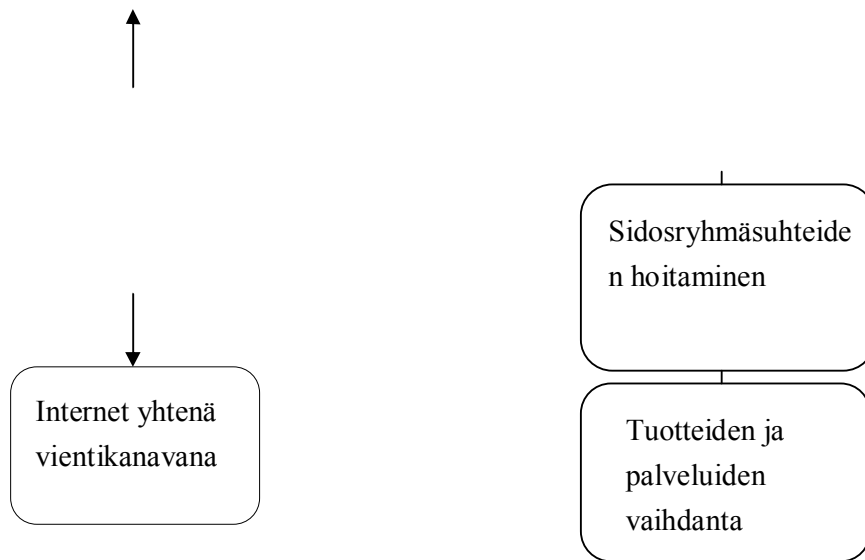 Sidosryhmäsuhteide
n hoitaminen
Internet yhtenä
vientikanavana
Tuotteiden ja
palveluiden
vaihdanta